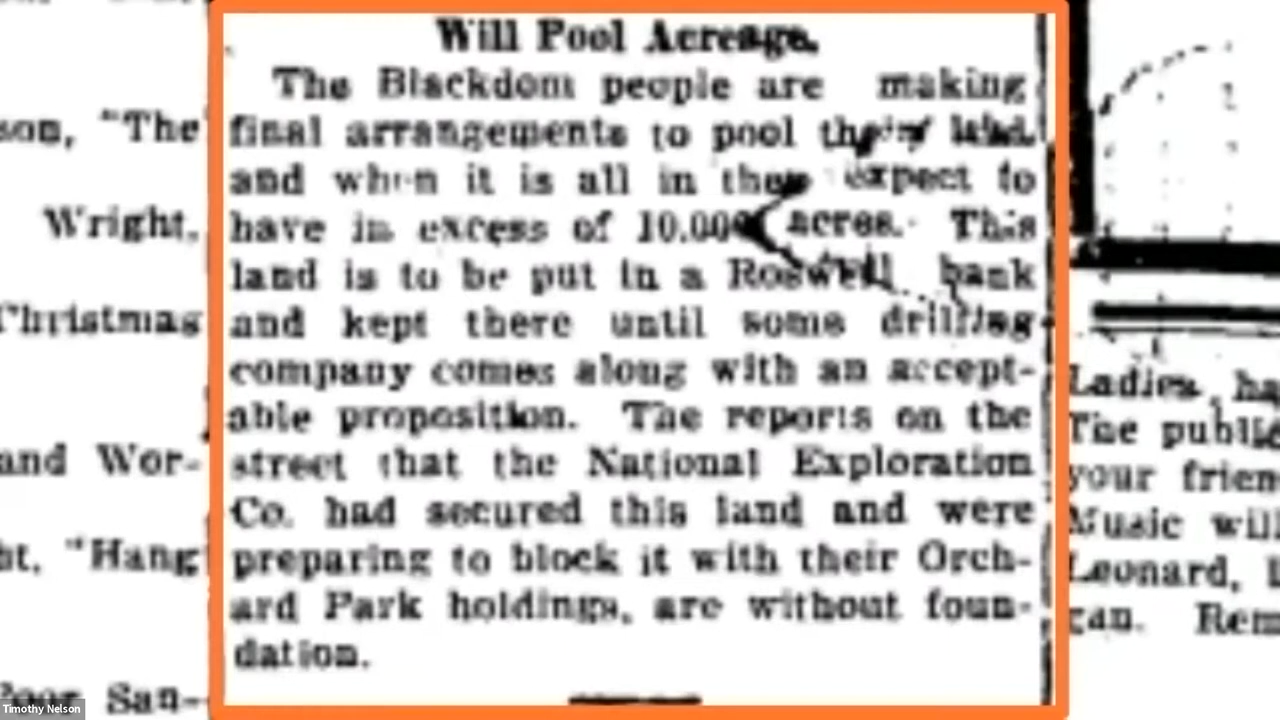 Will Pool Acreage.
The Blackdom people are making
final arrangements to pool their land
and when it is all in they expect to
have in excess of 10,000 acres. This
land is to be put in a Roswell bank
and kept there until some drilling
company comes along with an accept-
able proposition. The reports on the
street that the National Exploration
Co. had secured this land and were
preparing to block it with their Orch-
ard Park holdings, are without foun-
dation.
son, "The
Wright,
Christmas
and Wor-
"Hang
Poor San-
Ladies, ha
The public
your frien
Music will
Leonard,
gan. Rem
Timothy Nelson